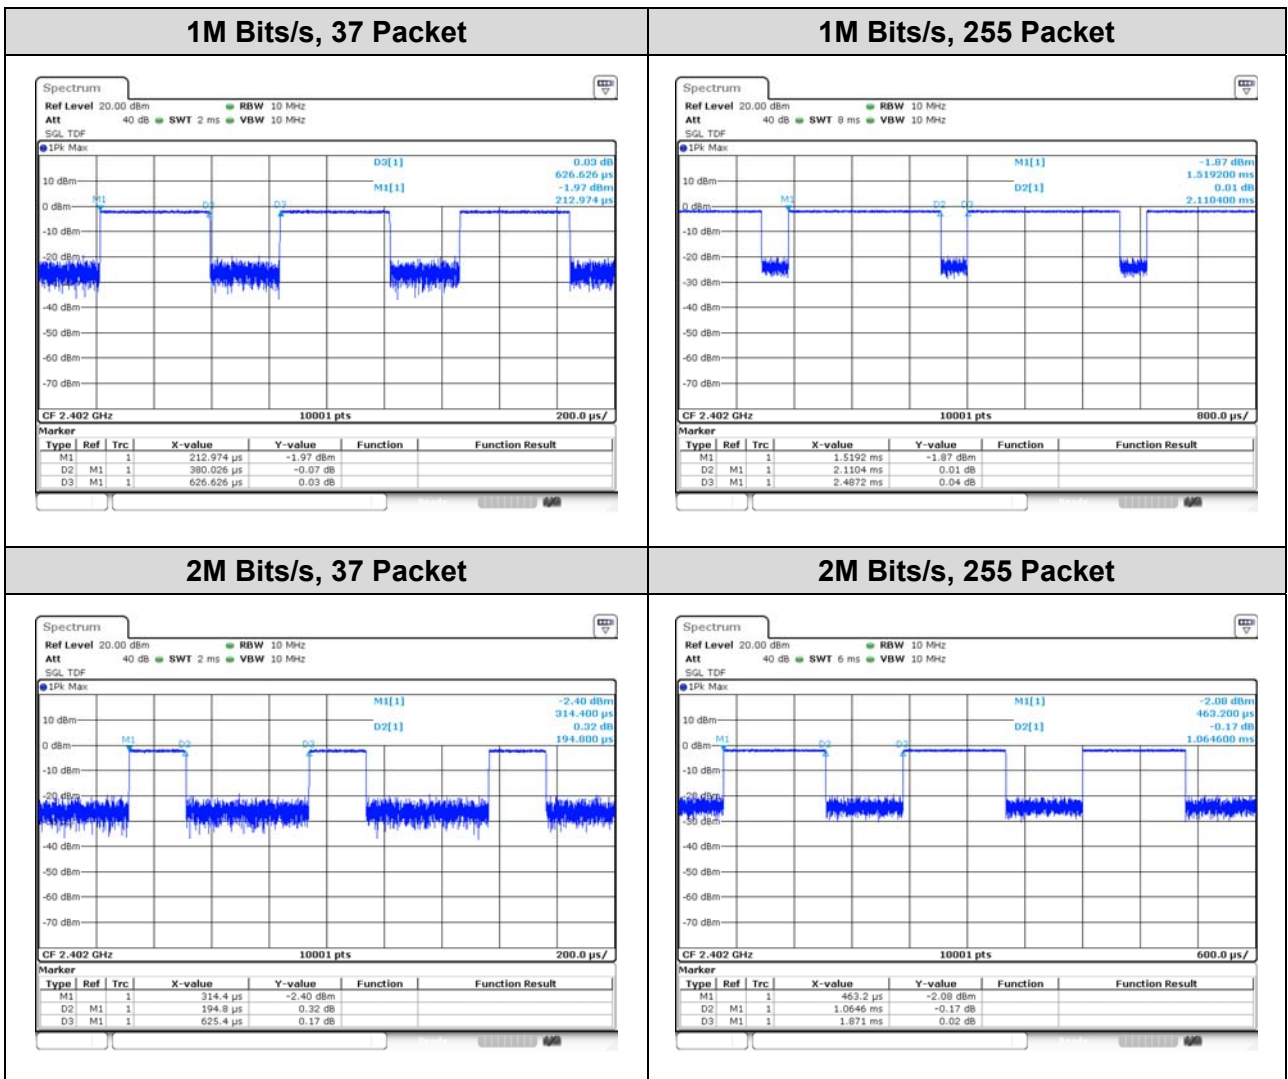 1M Bits/s, 37 Packet
Spectrum
Ref Level 20.00 dBm RBW 10 MHz
Att 40 dB SWT 2 ms VBW 10 MHz
SGL TDF
1Pk Max
D3[1] 0.03 dB
626.626 µs
M1[1] -1.97 dBm
212.974 µs
10 dBm
M1 D2 D3
0 dBm
-10 dBm
-20 dBm
-40 dBm
-50 dBm
-60 dBm
-70 dBm
CF 2.402 GHz 10001 pts 200.0 µs/
Marker
Type Ref Trc X-value Y-value Function Function Result
M1 1 212.974 µs -1.97 dBm
D2 M1 1 380.026 µs -0.07 dB
D3 M1 1 626.626 µs 0.03 dB
1M Bits/s, 255 Packet
Spectrum
Ref Level 20.00 dBm RBW 10 MHz
Att 40 dB SWT 8 ms VBW 10 MHz
SGL TDF
1Pk Max
M1[1] -1.87 dBm
1.519200 ms
D2[1] 0.01 dB
2.110400 ms
10 dBm
M1 D2 D3
0 dBm
-10 dBm
-20 dBm
-30 dBm
-40 dBm
-50 dBm
-60 dBm
-70 dBm
CF 2.402 GHz 10001 pts 800.0 µs/
Marker
Type Ref Trc X-value Y-value Function Function Result
M1 1 1.5192 ms -1.87 dBm
D2 M1 1 2.1104 ms 0.01 dB
D3 M1 1 2.4872 ms 0.04 dB
2M Bits/s, 37 Packet
Spectrum
Ref Level 20.00 dBm RBW 10 MHz
Att 40 dB SWT 2 ms VBW 10 MHz
SGL TDF
1Pk Max
M1[1] -2.40 dBm
314.400 µs
D2[1] 0.32 dB
194.800 µs
10 dBm
M1 D2 D3
0 dBm
-10 dBm
-20 dBm
-40 dBm
-50 dBm
-60 dBm
-70 dBm
CF 2.402 GHz 10001 pts 200.0 µs/
Marker
Type Ref Trc X-value Y-value Function Function Result
M1 1 314.4 µs -2.40 dBm
D2 M1 1 194.8 µs 0.32 dB
D3 M1 1 625.4 µs 0.17 dB
2M Bits/s, 255 Packet
Spectrum
Ref Level 20.00 dBm RBW 10 MHz
Att 40 dB SWT 6 ms VBW 10 MHz
SGL TDF
1Pk Max
M1[1] -2.08 dBm
463.200 µs
D2[1] -0.17 dB
1.064600 ms
10 dBm
M1 D2 D3
0 dBm
-10 dBm
-20 dBm
-30 dBm
-40 dBm
-50 dBm
-60 dBm
-70 dBm
CF 2.402 GHz 10001 pts 600.0 µs/
Marker
Type Ref Trc X-value Y-value Function Function Result
M1 1 463.2 µs -2.08 dBm
D2 M1 1 1.0646 ms -0.17 dB
D3 M1 1 1.871 ms 0.02 dB